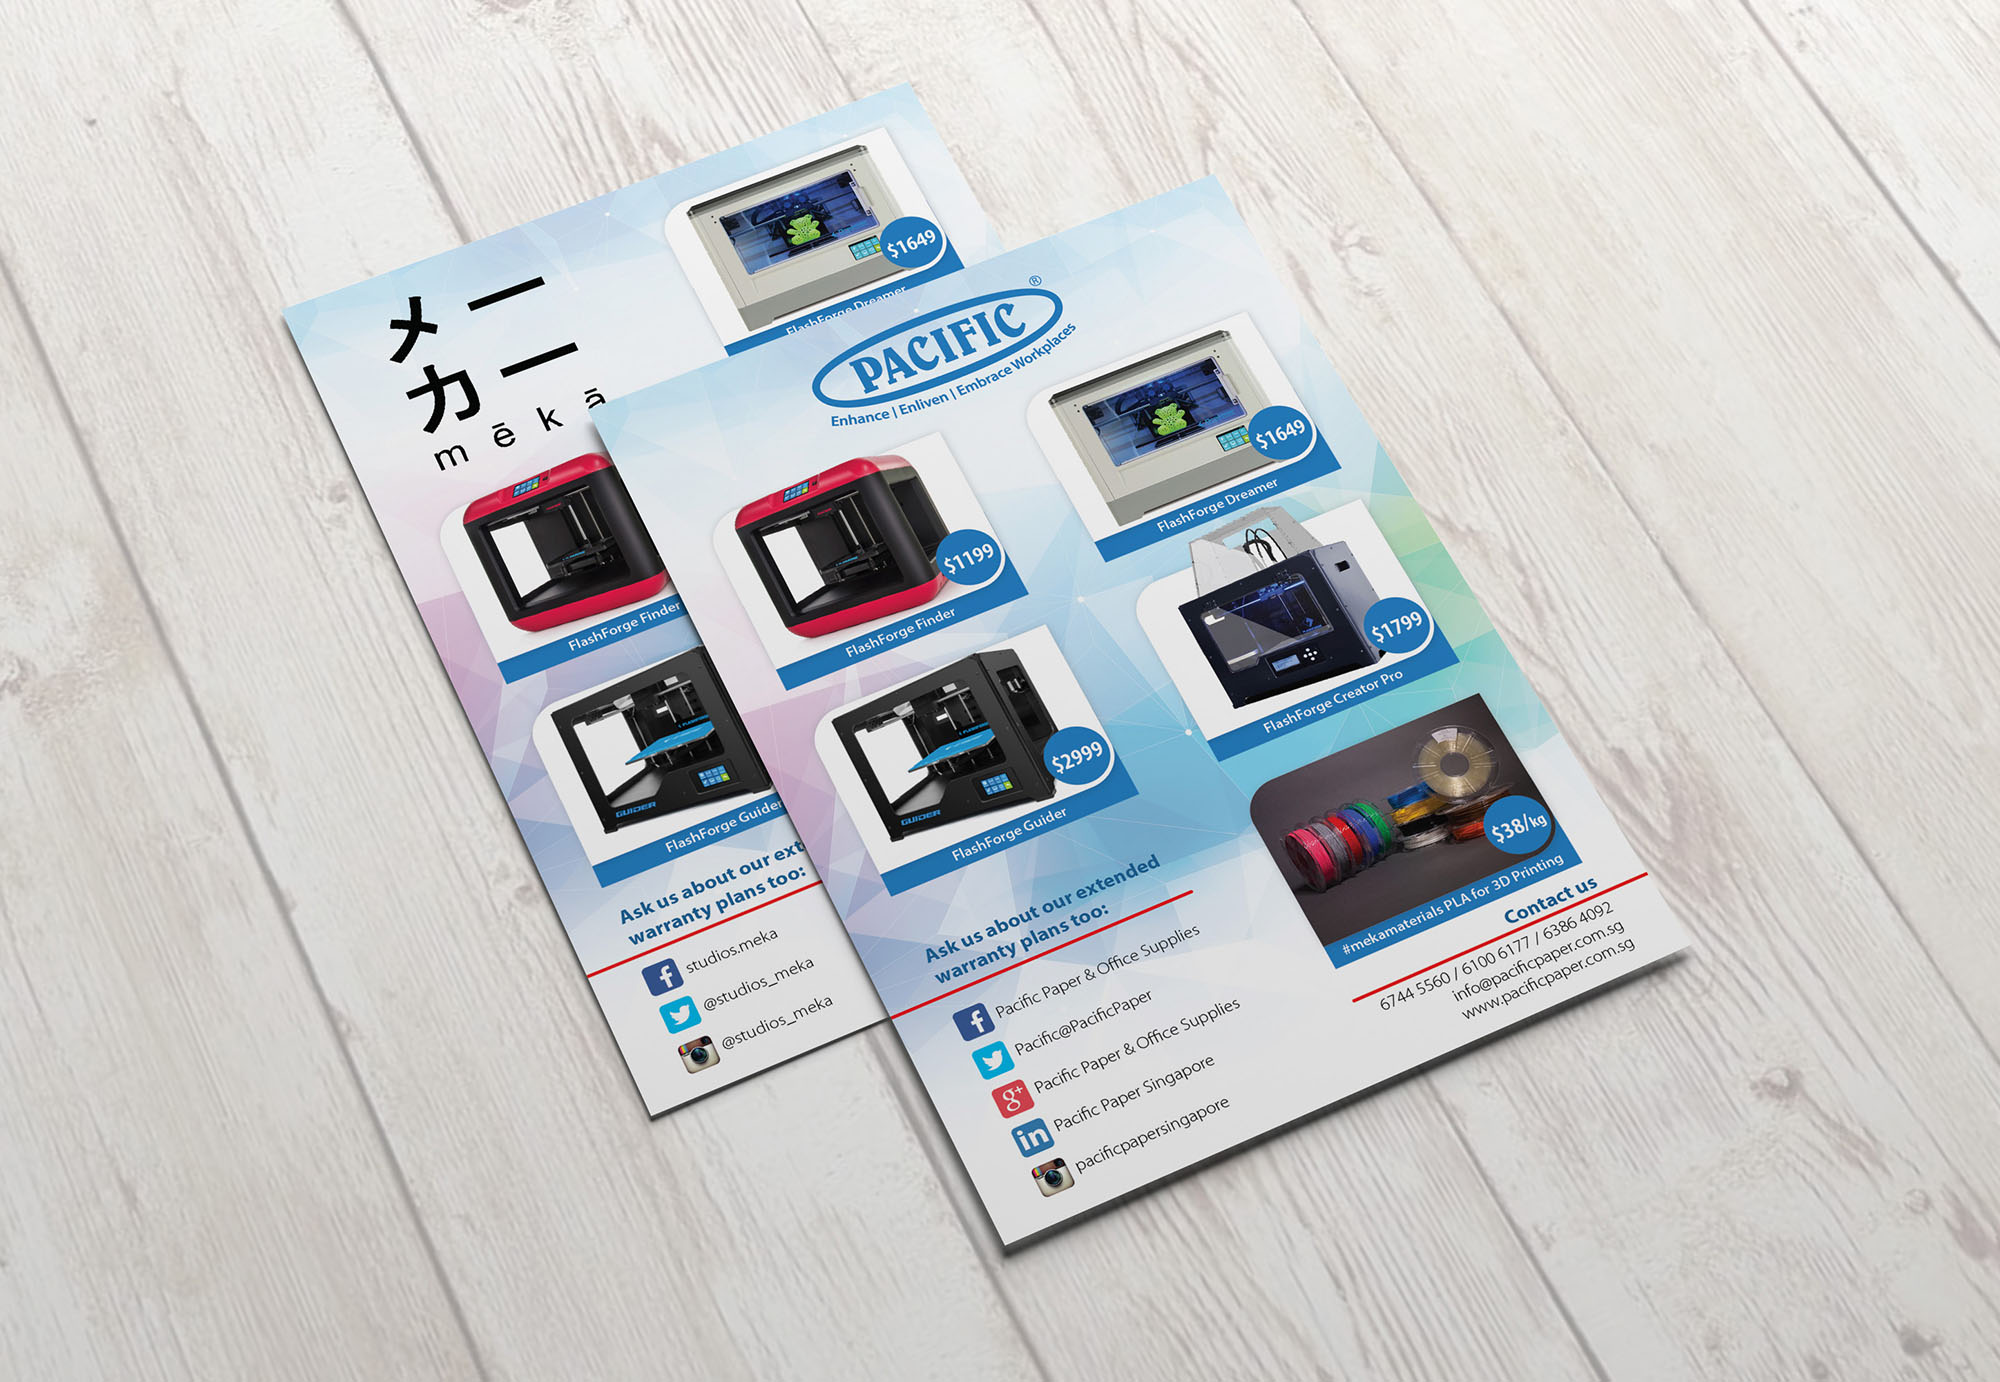 メー
カー
mēkā
$1649
FlashForge Dreamer
FlashForge Finder
GUIDER
FlashForge Guider
Ask us about our ext
warranty plans too:
studios.meka
@studios_meka
@studios_meka
PACIFIC®
Enhance | Enliven | Embrace Workplaces
$1649
FlashForge Dreamer
$1199
FlashForge Finder
$1799
FlashForge Creator Pro
GUIDER
$2999
FlashForge Guider
$38/kg
#mekamaterials PLA for 3D Printing
Ask us about our extended
warranty plans too:
Pacific Paper & Office Supplies
Pacific@PacificPaper
Pacific Paper & Office Supplies
Pacific Paper Singapore
pacificpapersingapore
Contact us
6744 5560 / 6100 6177 / 6386 4092
info@pacificpaper.com.sg
www.pacificpaper.com.sg